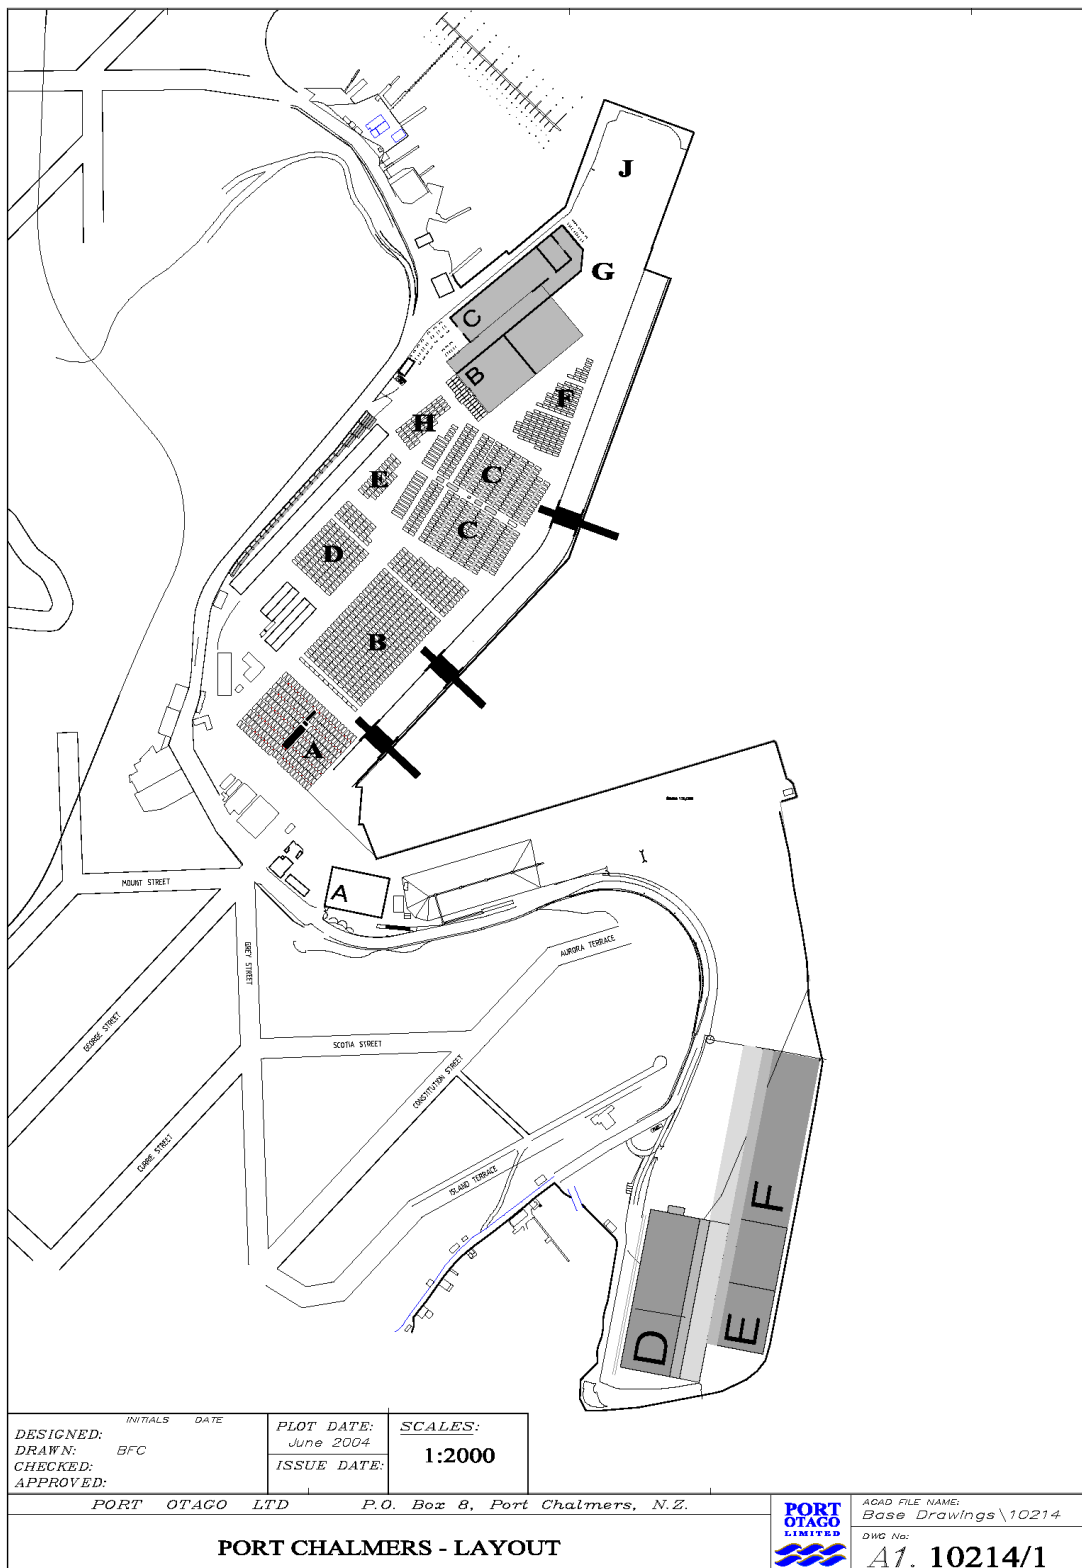 J
G
C
B
F
H
C
E
C
D
B
A
I
MOUNT STREET
A
GREY STREET
AURORA TERRACE
GEORGE STREET
SCOTIA STREET
CONSTITUTION STREET
CURRIE STREET
ISLAND TERRACE
F
E
D
INITIALS DATE
DESIGNED:
DRAWN: BFC
CHECKED:
APPROVED:
PLOT DATE:
June 2004
ISSUE DATE:
SCALES:
1:2000
PORT OTAGO LTD P.O. Box 8, Port Chalmers, N.Z.
PORT CHALMERS - LAYOUT
PORT
OTAGO
LIMITED
ACAD FILE NAME:
Base Drawings\10214
DWG No:
A1. 10214/1